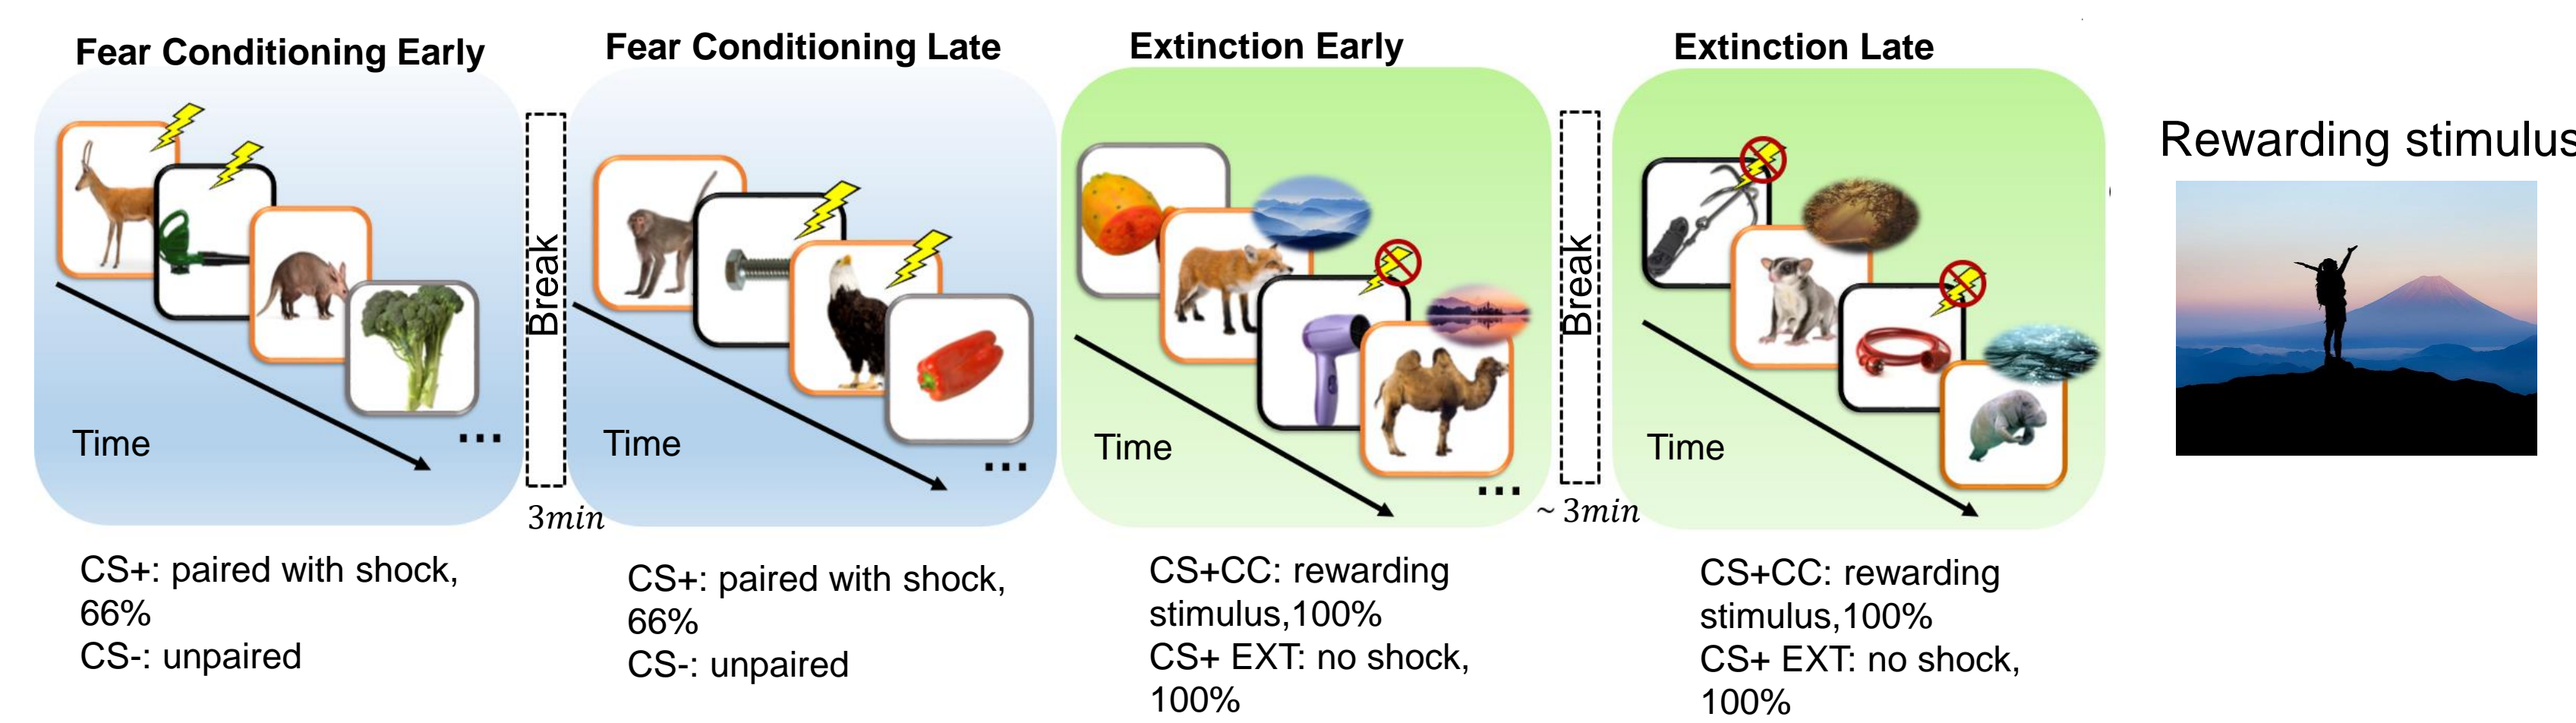 Fear Conditioning Early
Time
...
CS+: paired with shock,
66%
CS-: unpaired
Break
3min
Fear Conditioning Late
Time
...
CS+: paired with shock,
66%
CS-: unpaired
Extinction Early
Time
...
CS+CC: rewarding
stimulus,100%
CS+ EXT: no shock,
100%
Break
~ 3min
Extinction Late
Time
CS+CC: rewarding
stimulus,100%
CS+ EXT: no shock,
100%
Rewarding stimulus